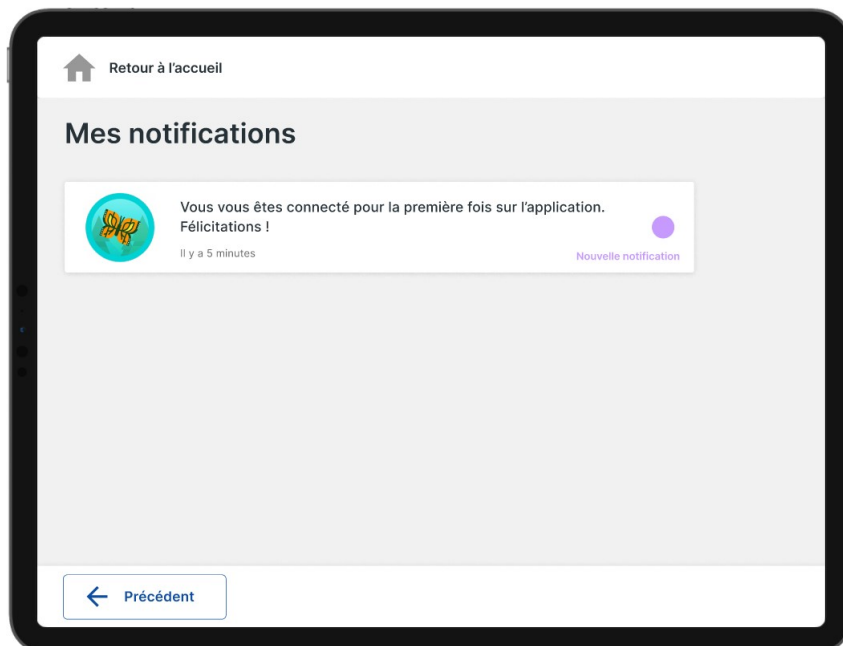 Retour à l'accueil
Mes notifications
Vous vous êtes connecté pour la première fois sur l'application.
Félicitations !
Il y a 5 minutes
Nouvelle notification
Précédent